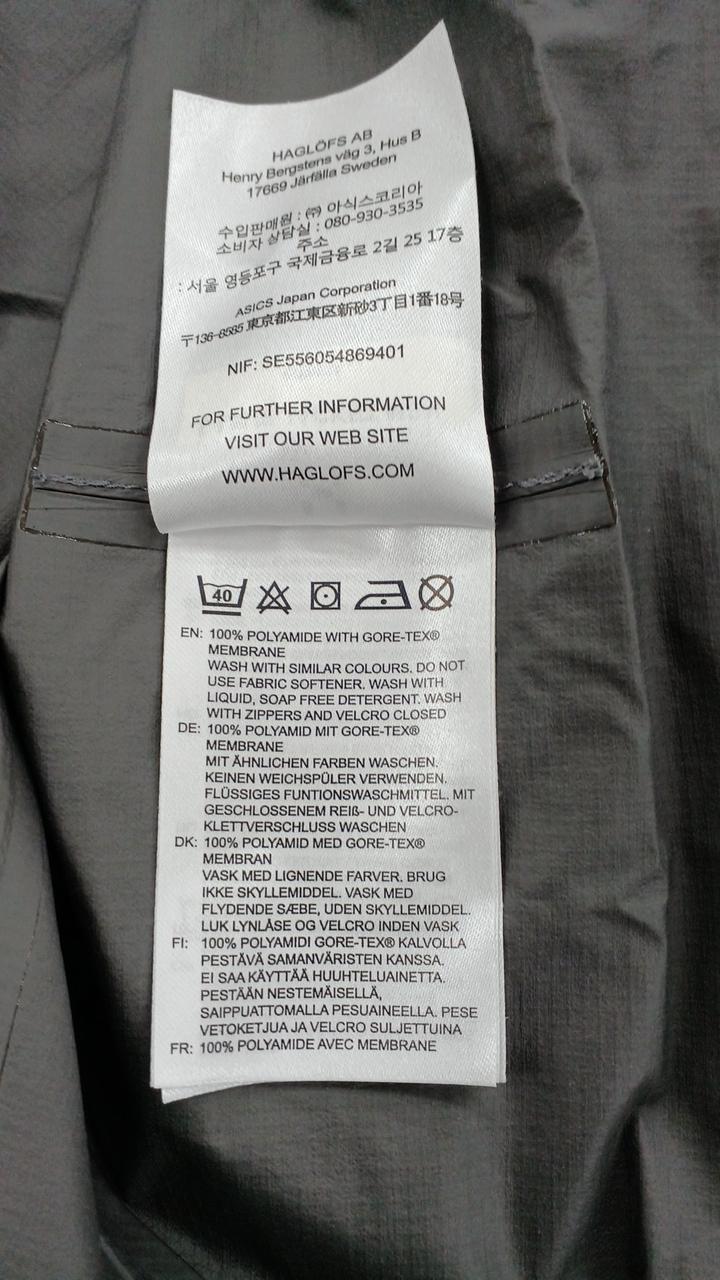 HAGLÖFS AB
Henry Bergstens väg 3, Hus B
17669 Järfälla Sweden
수입판매원 : ㈜ 아식스코리아
소비자 상담실 : 080-930-3535
주소
: 서울 영등포구 국제금융로 2길 25 17층
ASICS Japan Corporation
〒136-8585 東京都江東区新砂3丁目1番18号
NIF: SE556054869401
FOR FURTHER INFORMATION
VISIT OUR WEB SITE
WWW.HAGLOFS.COM
40
EN: 100% POLYAMIDE WITH GORE-TEX®
MEMBRANE
WASH WITH SIMILAR COLOURS. DO NOT
USE FABRIC SOFTENER. WASH WITH
LIQUID, SOAP FREE DETERGENT. WASH
WITH ZIPPERS AND VELCRO CLOSED
DE: 100% POLYAMID MIT GORE-TEX®
MEMBRANE
MIT ÄHNLICHEN FARBEN WASCHEN.
KEINEN WEICHSPÜLER VERWENDEN.
FLÜSSIGES FUNTIONSWASCHMITTEL. MIT
GESCHLOSSENEM REIß- UND VELCRO-
KLETTVERSCHLUSS WASCHEN
DK: 100% POLYAMID MED GORE-TEX®
MEMBRAN
VASK MED LIGNENDE FARVER. BRUG
IKKE SKYLLEMIDDEL. VASK MED
FLYDENDE SÆBE, UDEN SKYLLEMIDDEL.
LUK LYNLÅSE OG VELCRO INDEN VASK
FI: 100% POLYAMIDI GORE-TEX® KALVOLLA
PESTÄVÄ SAMANVÄRISTEN KANSSA.
EI SAA KÄYTTÄÄ HUUHTELUAINETTA.
PESTÄÄN NESTEMÄISELLÄ,
SAIPPUATTOMALLA PESUAINEELLA. PESE
VETOKETJUA JA VELCRO SULJETTUINA
FR: 100% POLYAMIDE AVEC MEMBRANE